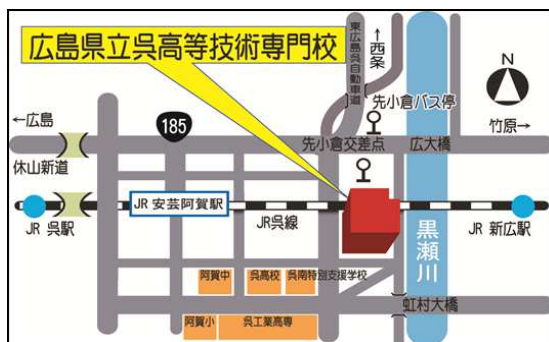 広島県立呉高等技術専門校
東広島呉自動車道
←西条
N
先小倉バス停
←広島
185
先小倉交差点
広大橋
竹原→
休山新道
JR 安芸阿賀駅
JR 呉駅
JR呉線
黒瀬川
JR 新広駅
阿賀中
呉高校
呉南特別支援学校
虹村大橋
阿賀小
呉工業高専